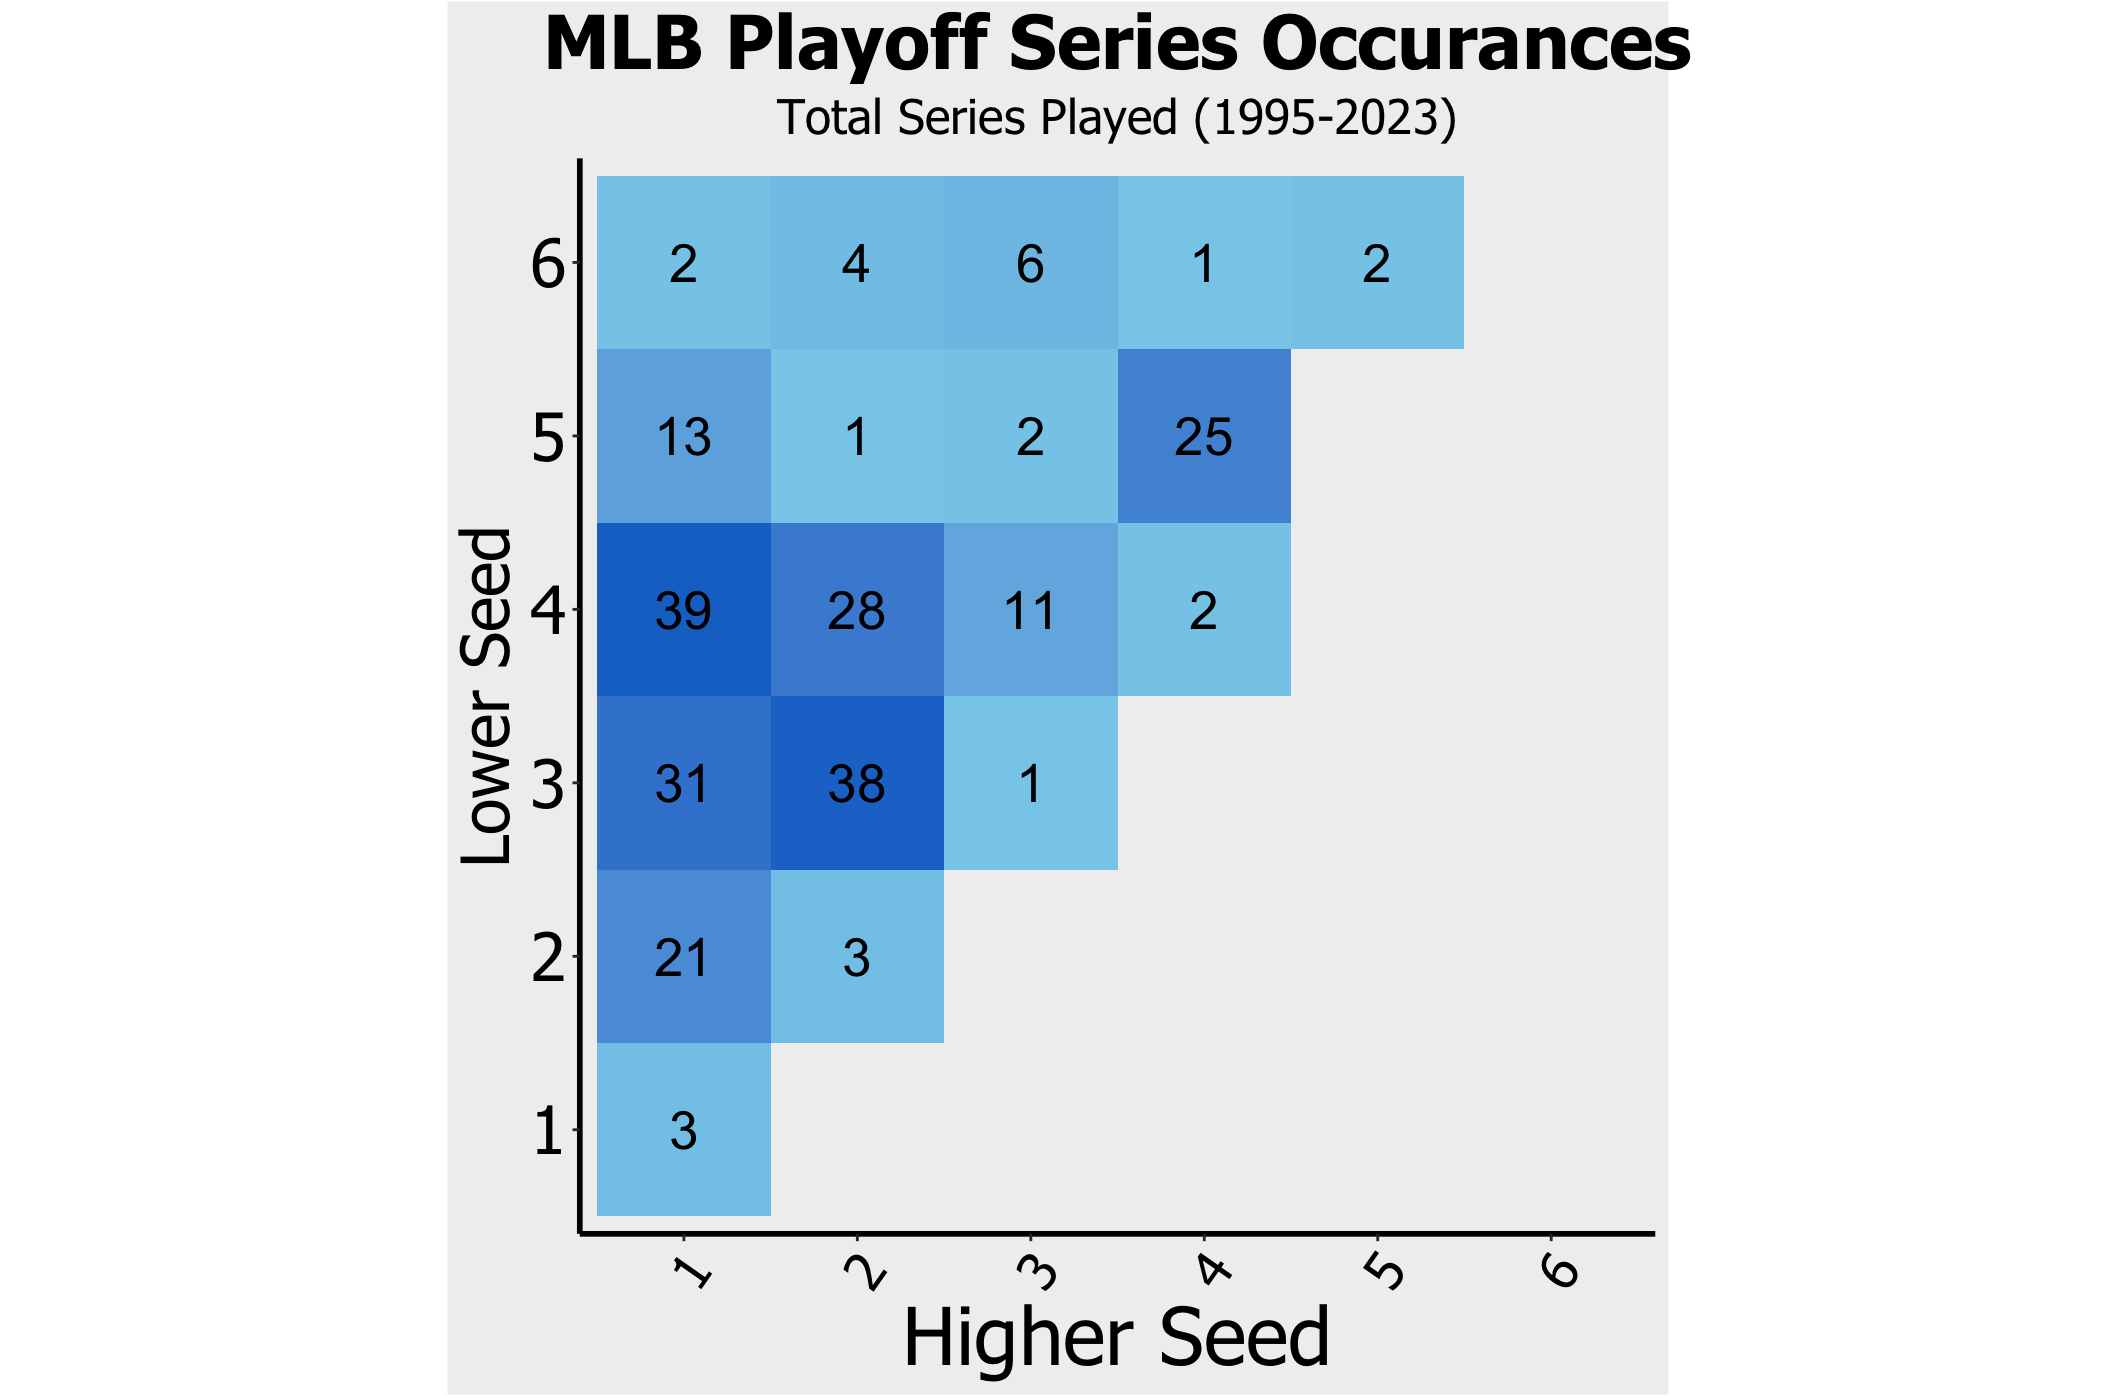 MLB Playoff Series Occurances
Total Series Played (1995-2023)
6 2 4 6 1 2
5 13 1 2 25
4 39 28 11 2
3 31 38 1
2 21 3
1 3
Lower Seed
1 2 3 4 5 6
Higher Seed